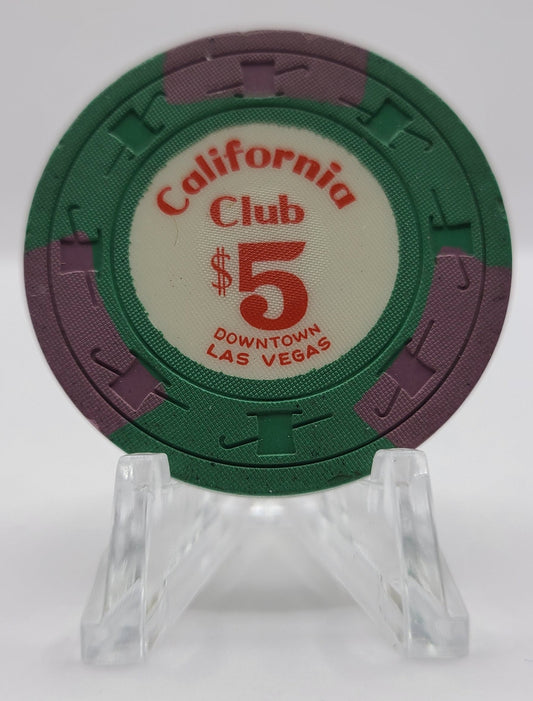 California
Club
$5
DOWNTOWN
LAS VEGAS